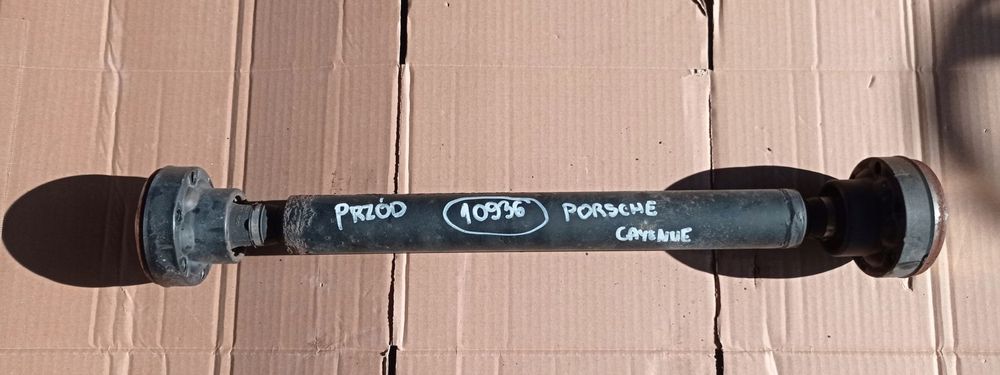 PRZÓD 10936 PORSCHE
CAYENNE